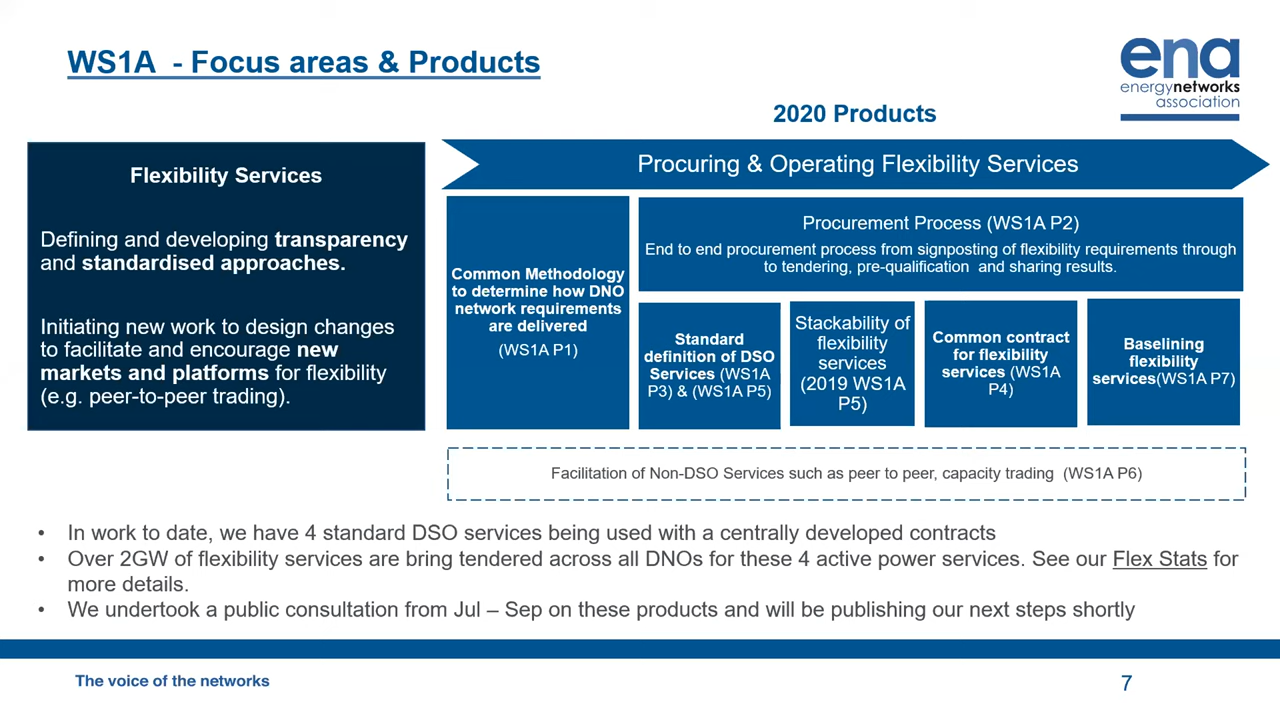 WS1A - Focus areas & Products
ena
energynetworks
association
2020 Products
Flexibility Services
Defining and developing transparency
and standardised approaches.
Initiating new work to design changes
to facilitate and encourage new
markets and platforms for flexibility
(e.g. peer-to-peer trading).
Procuring & Operating Flexibility Services
Common Methodology
to determine how DNO
network requirements
are delivered
(WS1A P1)
Procurement Process (WS1A P2)
End to end procurement process from signposting of flexibility requirements through
to tendering, pre-qualification and sharing results.
Standard
definition of DSO
Services (WS1A
P3) & (WS1A P5)
Stackability of
flexibility
services
(2019 WS1A
P5)
Common contract
for flexibility
services (WS1A
P4)
Baselining
flexibility
services(WS1A P7)
Facilitation of Non-DSO Services such as peer to peer, capacity trading (WS1A P6)
• In work to date, we have 4 standard DSO services being used with a centrally developed contracts
• Over 2GW of flexibility services are bring tendered across all DNOs for these 4 active power services. See our Flex Stats for
more details.
• We undertook a public consultation from Jul – Sep on these products and will be publishing our next steps shortly
The voice of the networks
7